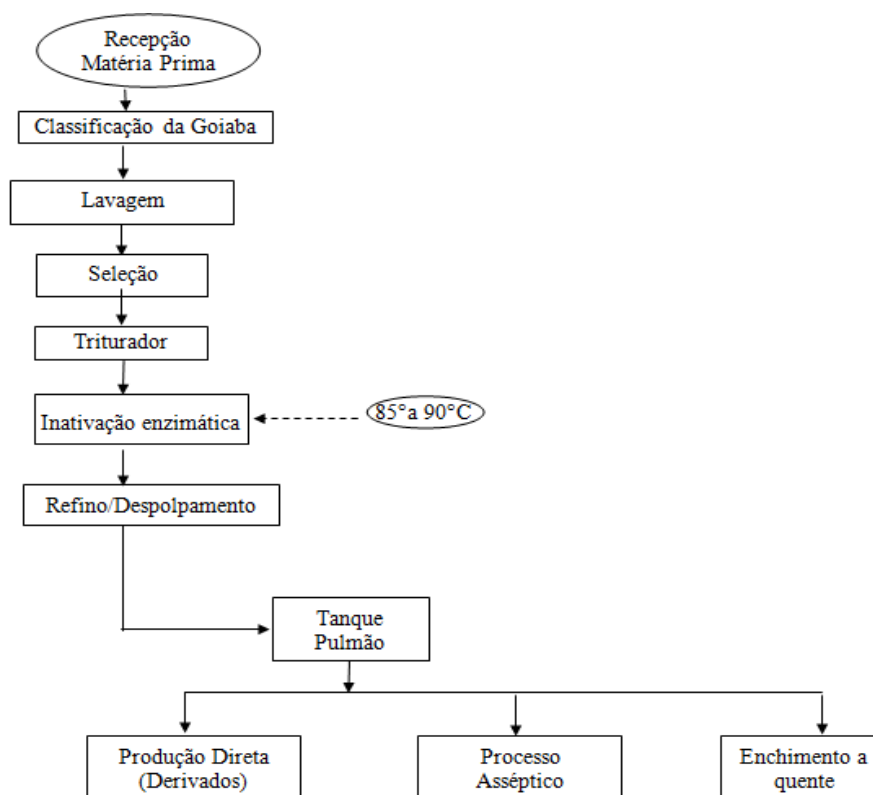 Recepção
Matéria Prima
Classificação da Goiaba
Lavagem
Seleção
Triturador
Inativação enzimática
85°a 90°C
Refino/Despolpamento
Tanque
Pulmão
Produção Direta
(Derivados)
Processo
Asséptico
Enchimento a
quente